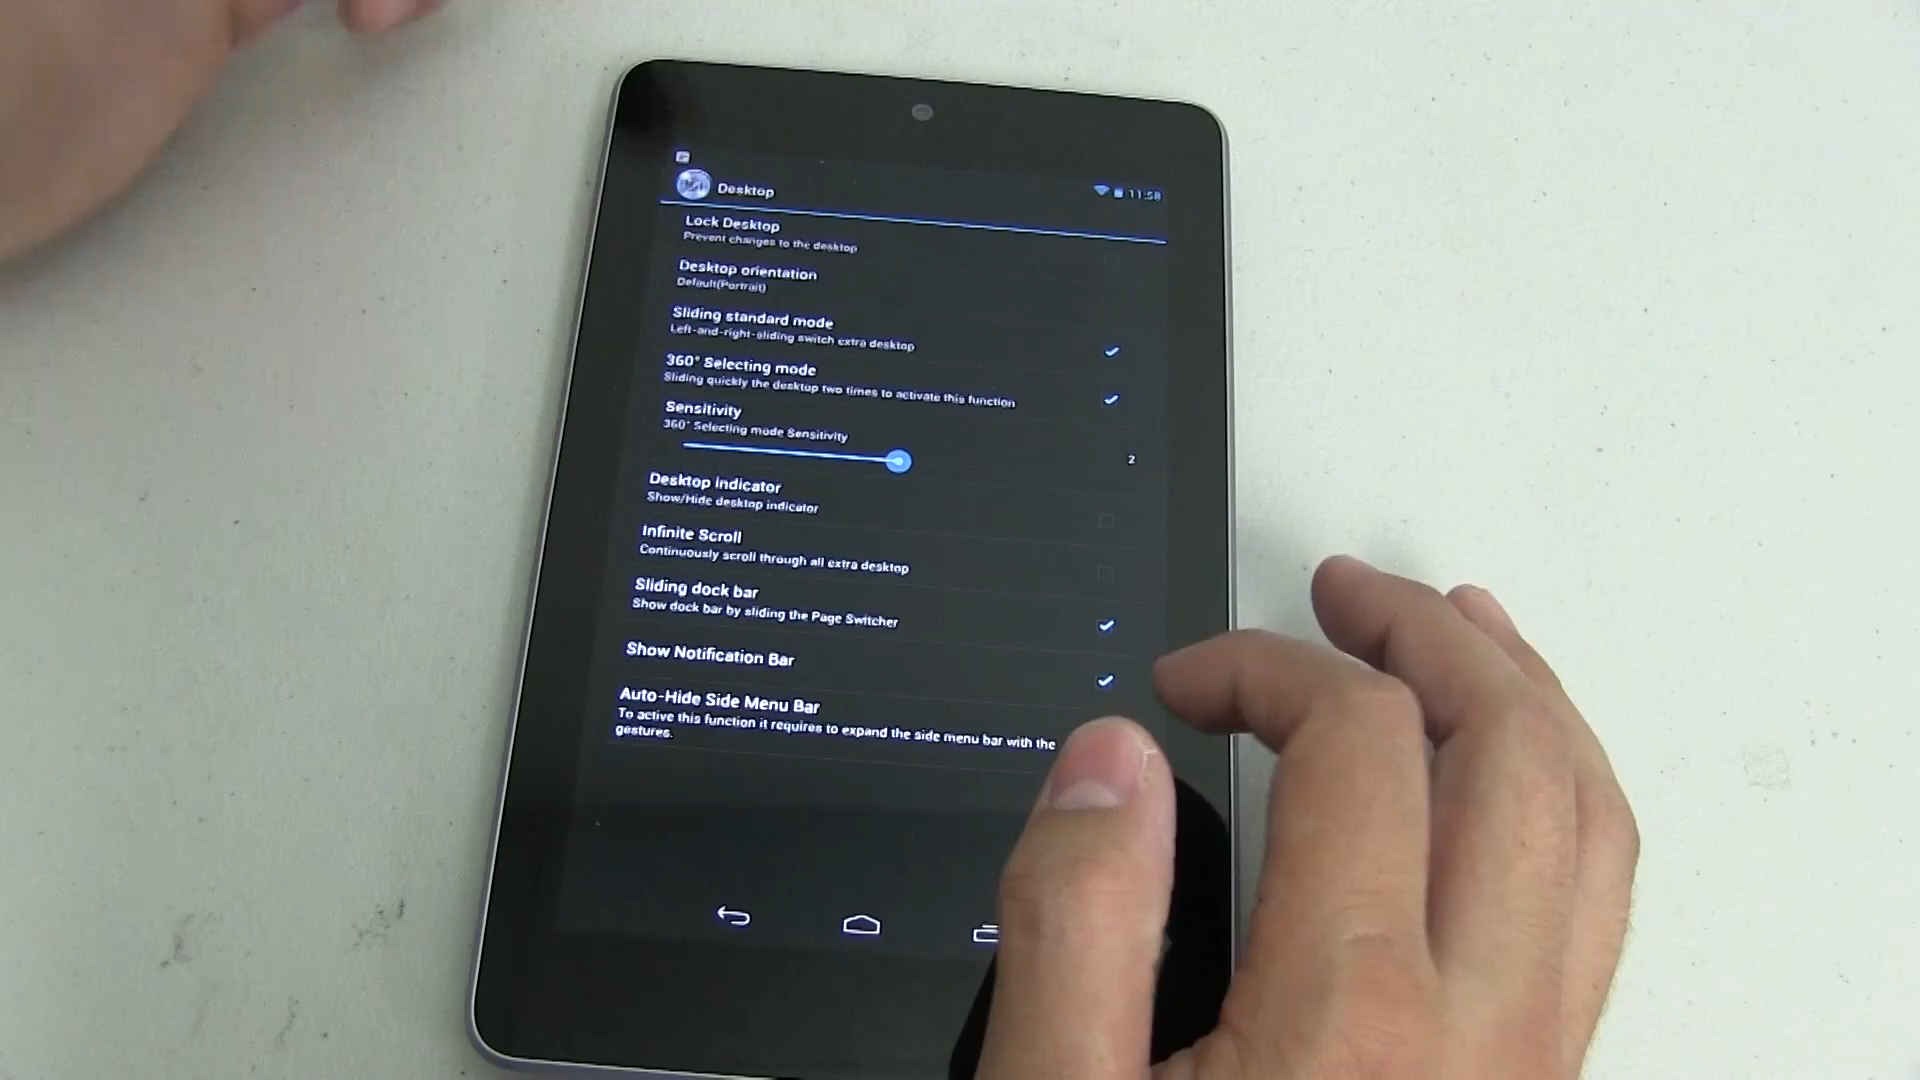 Desktop
11:58
Lock Desktop
Prevent changes to the desktop
Desktop orientation
Default(Portrait)
Sliding standard mode
Left-and-right-sliding switch extra desktop
360° Selecting mode
Sliding quickly the desktop two times to activate this function
Sensitivity
360° Selecting mode Sensitivity
2
Desktop indicator
Show/Hide desktop indicator
Infinite Scroll
Continuously scroll through all extra desktop
Sliding dock bar
Show dock bar by sliding the Page Switcher
Show Notification Bar
Auto-Hide Side Menu Bar
To active this function it requires to expand the side menu bar with the
gestures.